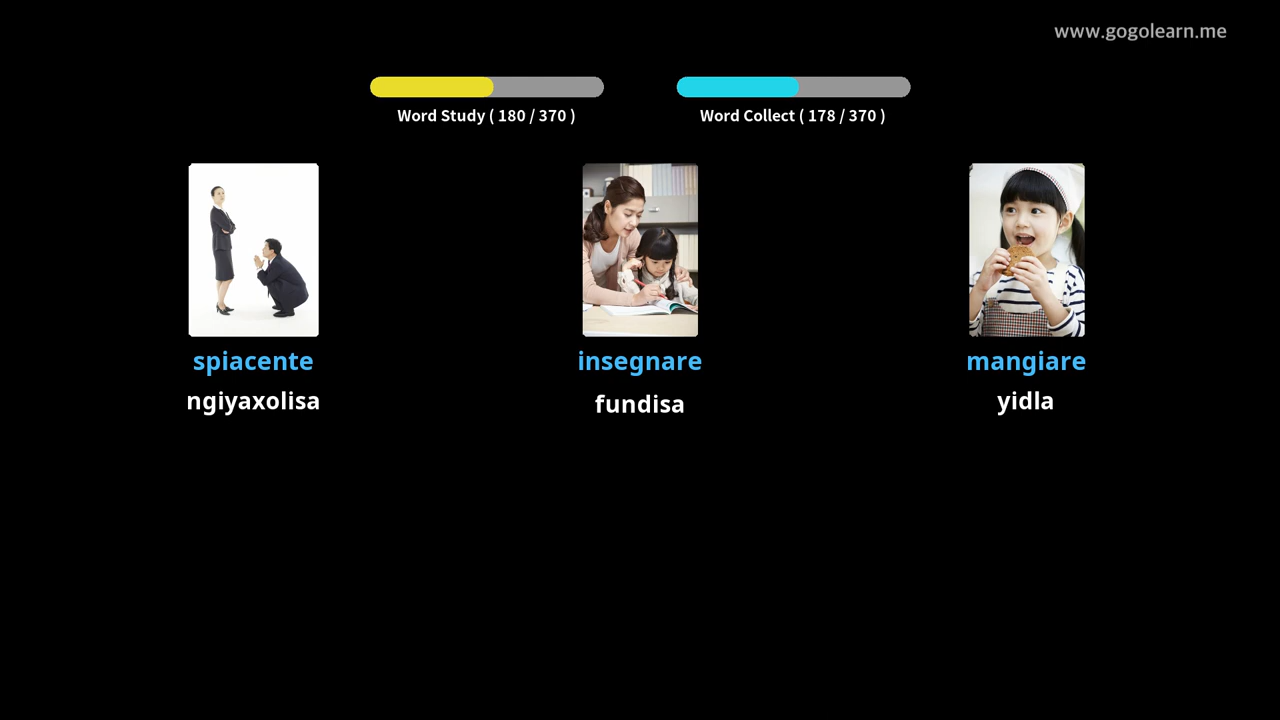 www.gogolearn.me
Word Study ( 180 / 370 )
Word Collect ( 178 / 370 )
spiacente
insegnare
mangiare
ngiyaxolisa
fundisa
yidla